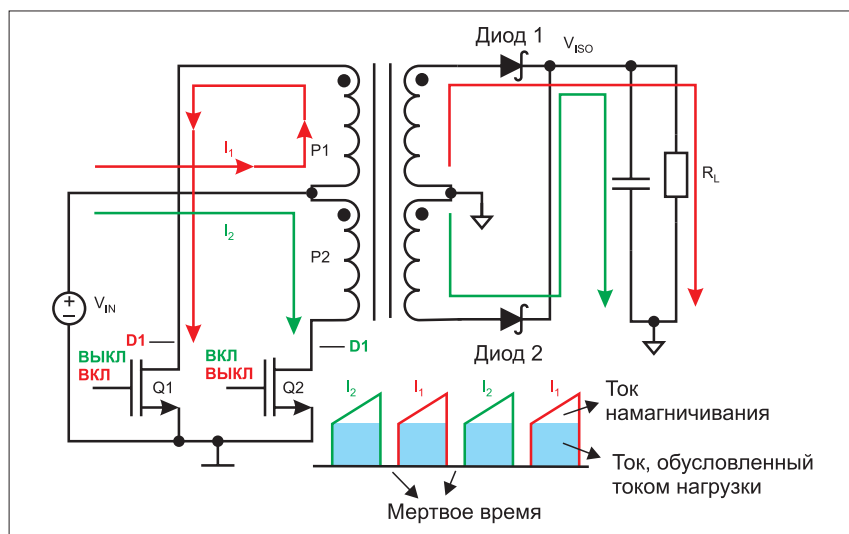 Диод 1
V_ISO
I_1
P1
R_L
I_2
P2
V_IN
+
−
D1
D1
ВЫКЛ
ВКЛ
Q1
ВКЛ
ВЫКЛ
Q2
Диод 2
I_2
I_1
I_2
I_1
Ток
намагничивания
Ток, обусловленный
током нагрузки
Мертвое время